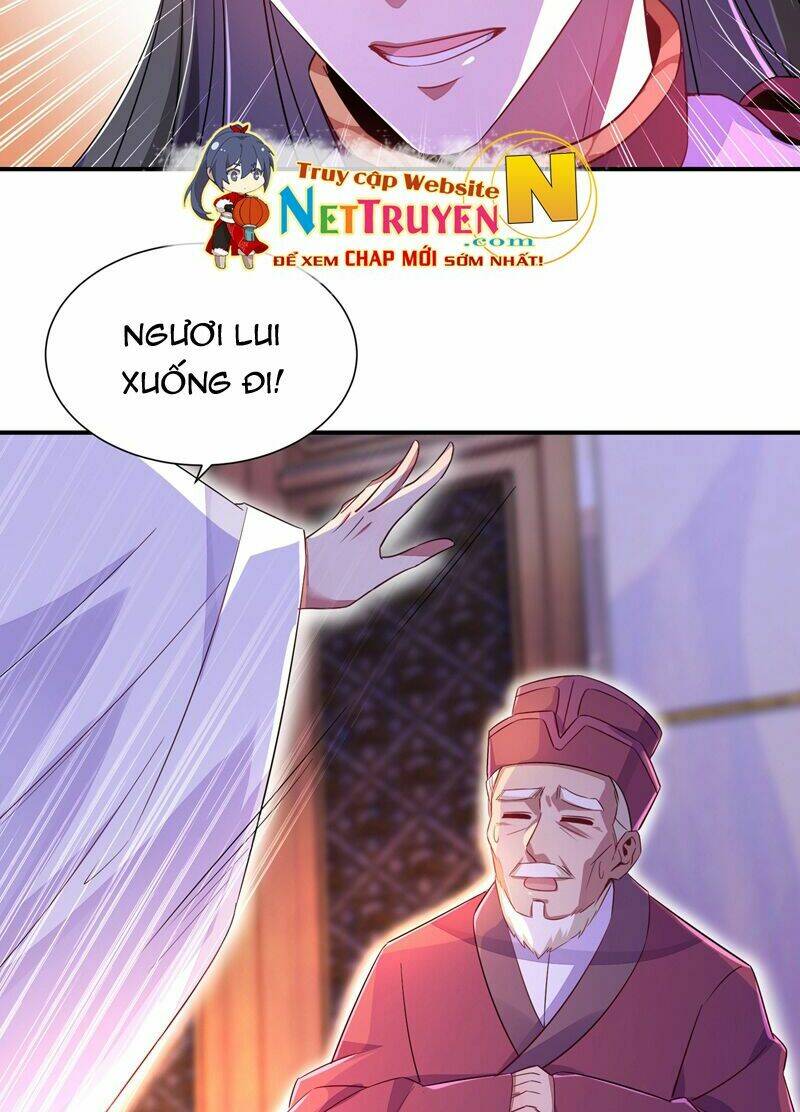 Truy cập Website
NETTRUYEN
.com
N
ĐỂ XEM CHAP MỚI SỚM NHẤT!
NGƯƠI LUI
XUỐNG ĐI!